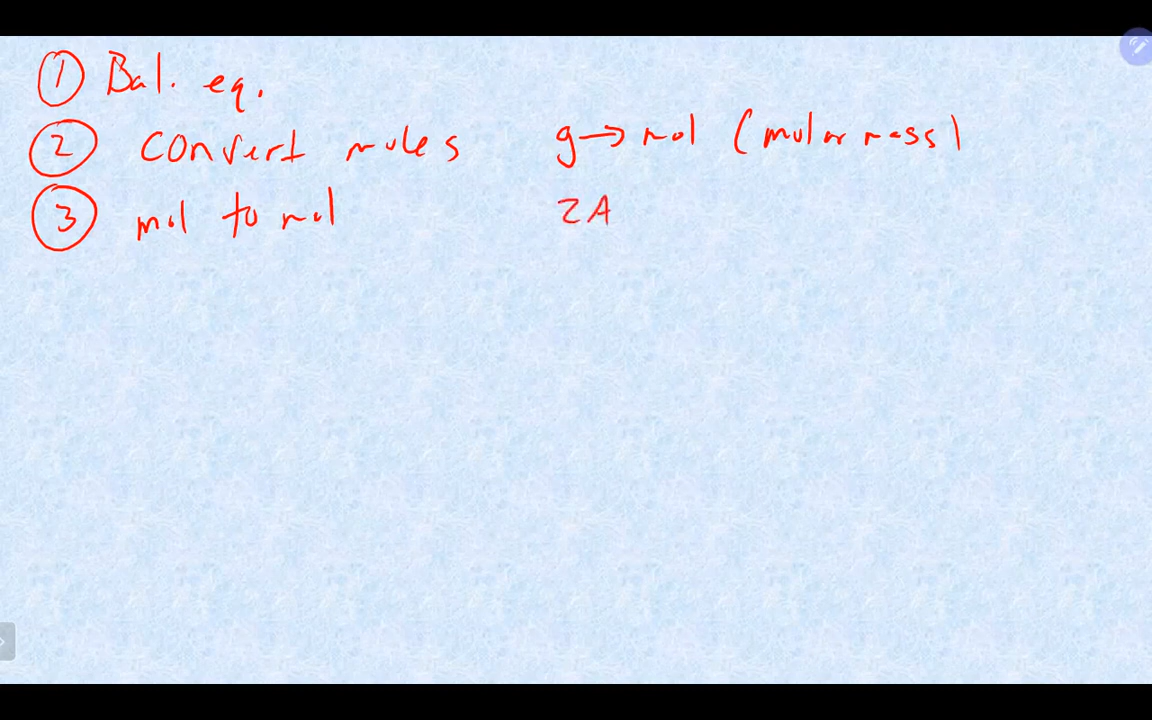 ① Bal. eq.
② convert moles g → mol (molar mass)
③ mol to mol 2A